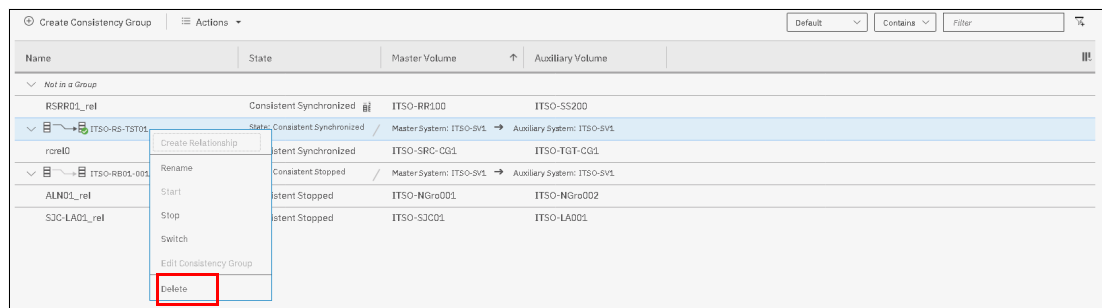 Create Consistency Group Actions Default Contains Filter
Name State Master Volume Auxiliary Volume
Not in a Group
RSRR01_rel Consistent Synchronized ITSO-RR100 ITSO-SS200
ITSO-RS-TST01 State: Consistent Synchronized Master System: ITSO-SV1 → Auxiliary System: ITSO-SV1
Create Relationship
rcrel0 istent Synchronized ITSO-SRC-CG1 ITSO-TGT-CG1
Rename
ITSO-RB01-001 Consistent Stopped Master System: ITSO-SV1 → Auxiliary System: ITSO-SV1
Start
ALN01_rel istent Stopped ITSO-NGro001 ITSO-NGro002
Stop
SJC-LA01_rel istent Stopped ITSO-SJC01 ITSO-LA001
Switch
Edit Consistency Group
Delete